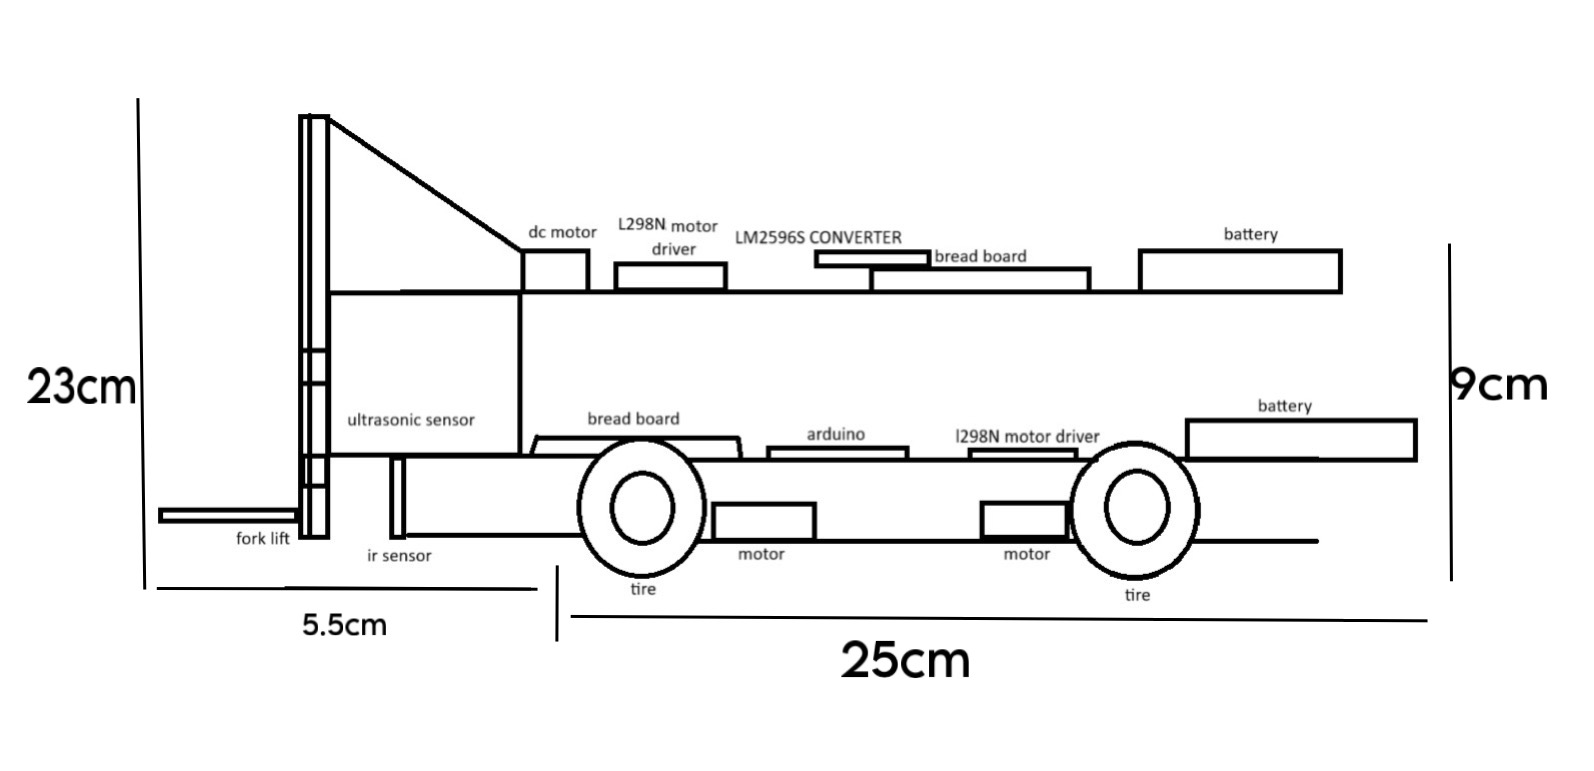 dc motor
L298N motor
driver
LM2596S CONVERTER
bread board
battery
23cm
9cm
ultrasonic sensor
bread board
arduino
l298N motor driver
battery
fork lift
ir sensor
motor
motor
tire
tire
5.5cm
25cm